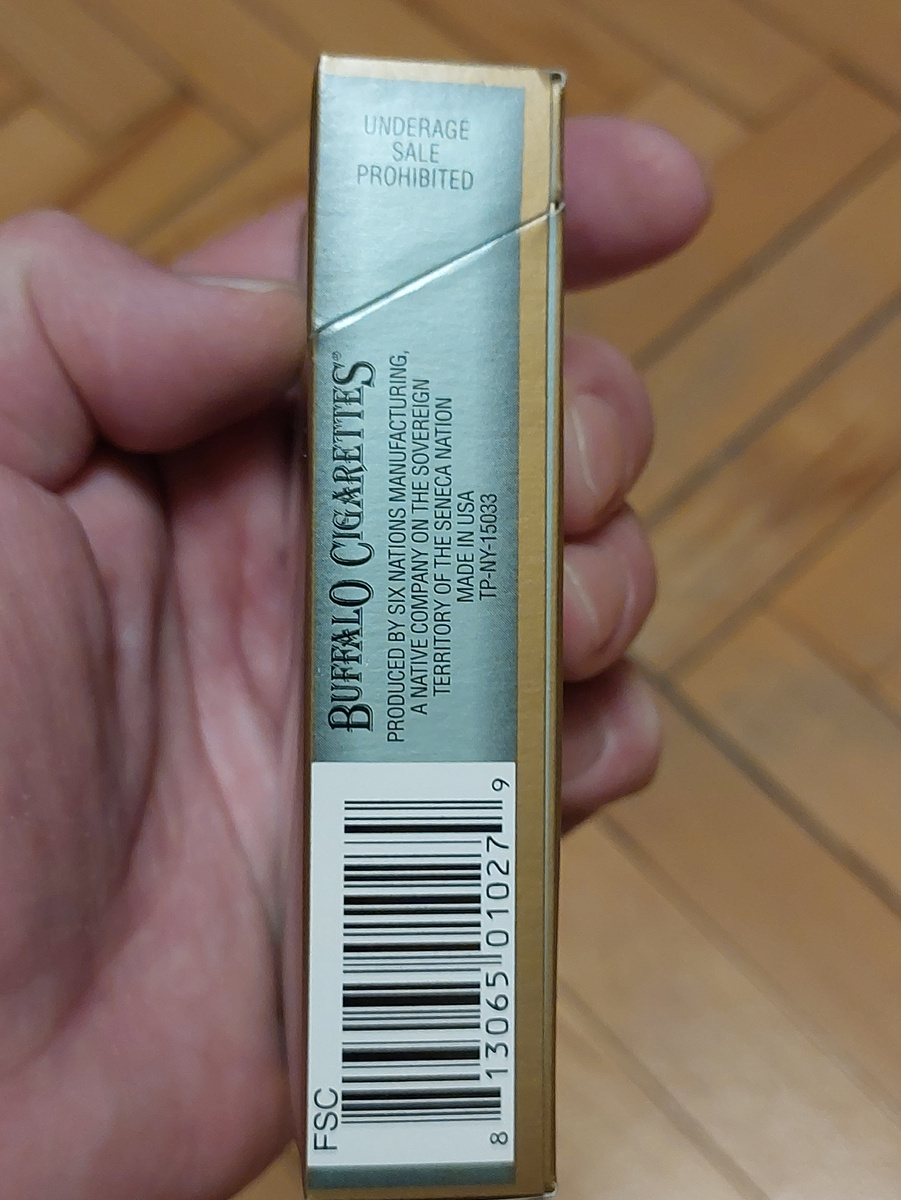 UNDERAGE
SALE
PROHIBITED
BUFFALO CIGARETTES®
PRODUCED BY SIX NATIONS MANUFACTURING,
A NATIVE COMPANY ON THE SOVEREIGN
TERRITORY OF THE SENECA NATION
MADE IN USA
TP-NY-15033
FSC
8 13065 01027 9